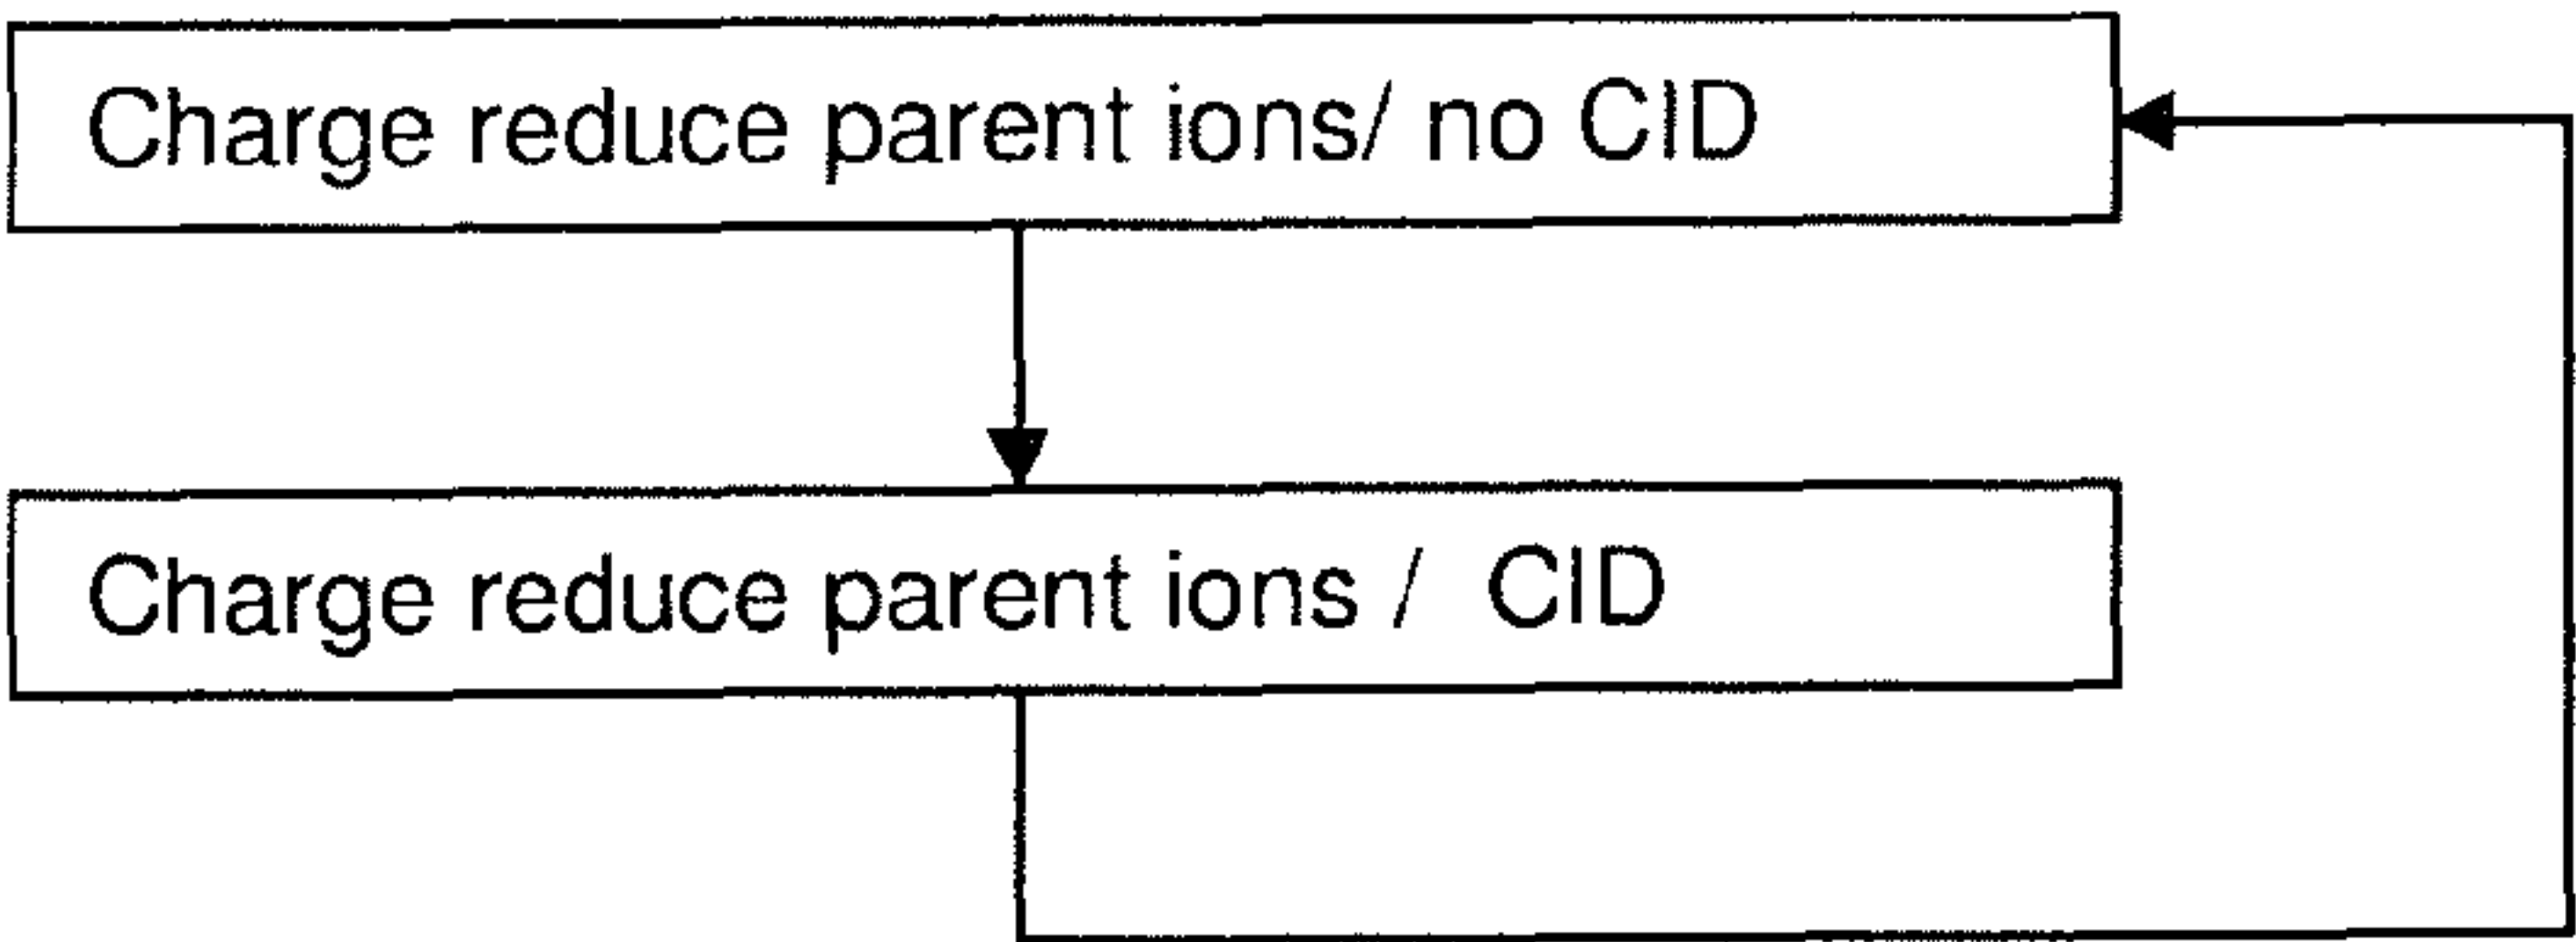 Charge reduce parent ions/ no CID
Charge reduce parent ions / CID